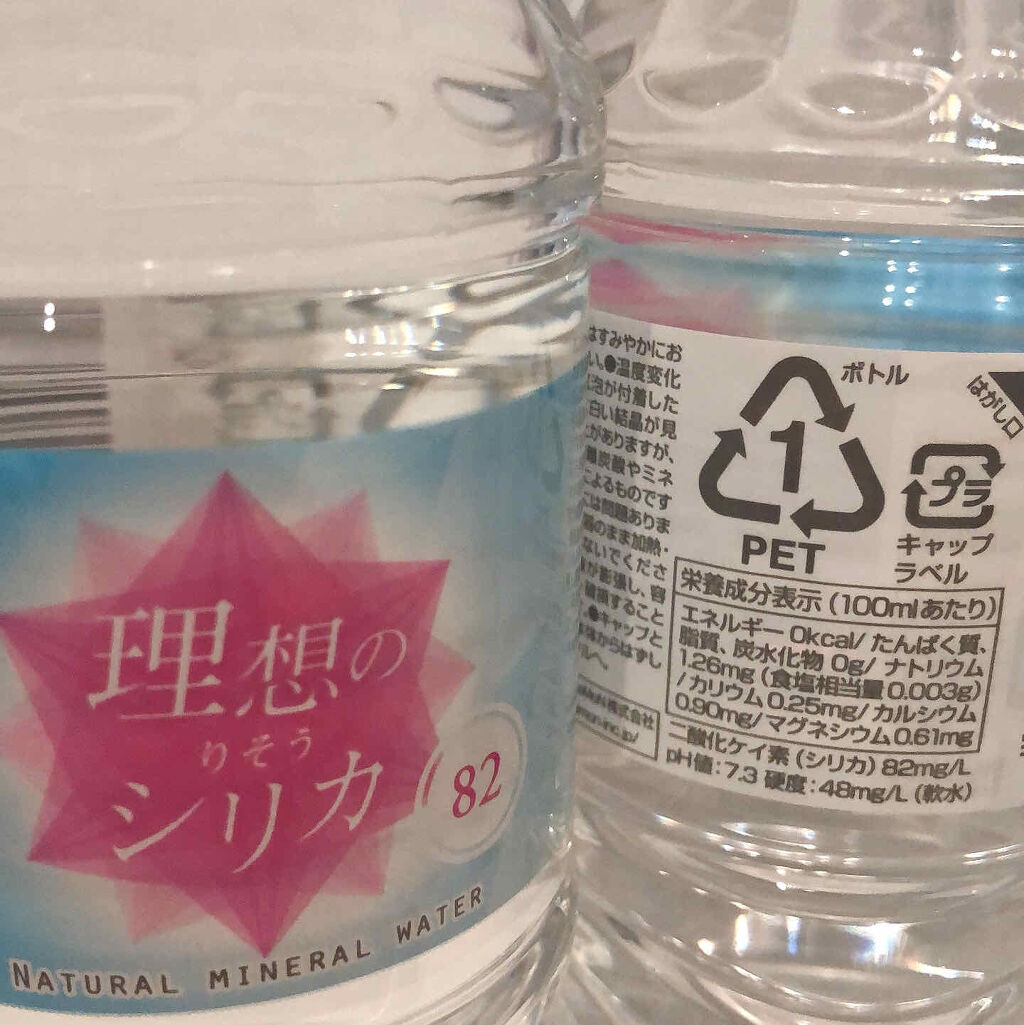 理想の
りそう
シリカ
82
NATURAL MINERAL WATER
はすみやかにお
い。●温度変化
泡が付着した
白い結晶が見
がありますが、
炭酸やミネ
よるものです
は問題ありま
のまま加熱・
ないでくださ
が膨張し、容
破損すること
●キャップと
からはずし
へ。
株式会社
1
PET
ボトル
はがし口
プラ
キャップ
ラベル
栄養成分表示(100mlあたり)
エネルギー 0kcal/ たんぱく質、
脂質、炭水化物 0g/ ナトリウム
1.26mg (食塩相当量 0.003g)
/カリウム 0.25mg/ カルシウム
0.90mg/ マグネシウム 0.61mg
二酸化ケイ素 (シリカ) 82mg/L
pH値:7.3 硬度:48mg/L (軟水)